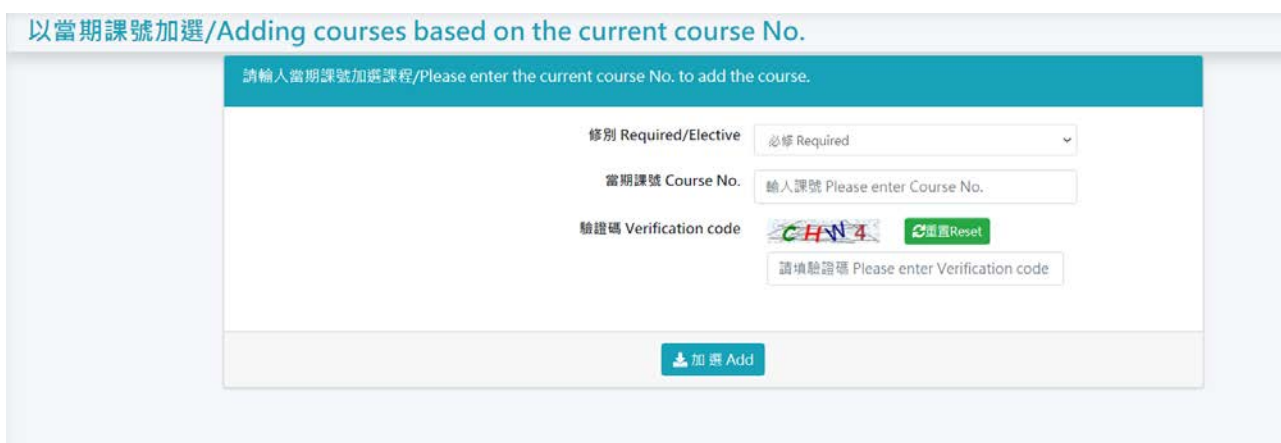 以當期課號加選/Adding courses based on the current course No.
請輸入當期課號加選課程/Please enter the current course No. to add the course.
修別 Required/Elective
必修 Required
當期課號 Course No.
輸入課號 Please enter Course No.
驗證碼 Verification code
CHW4
重置Reset
請填驗證碼 Please enter Verification code
加 選 Add